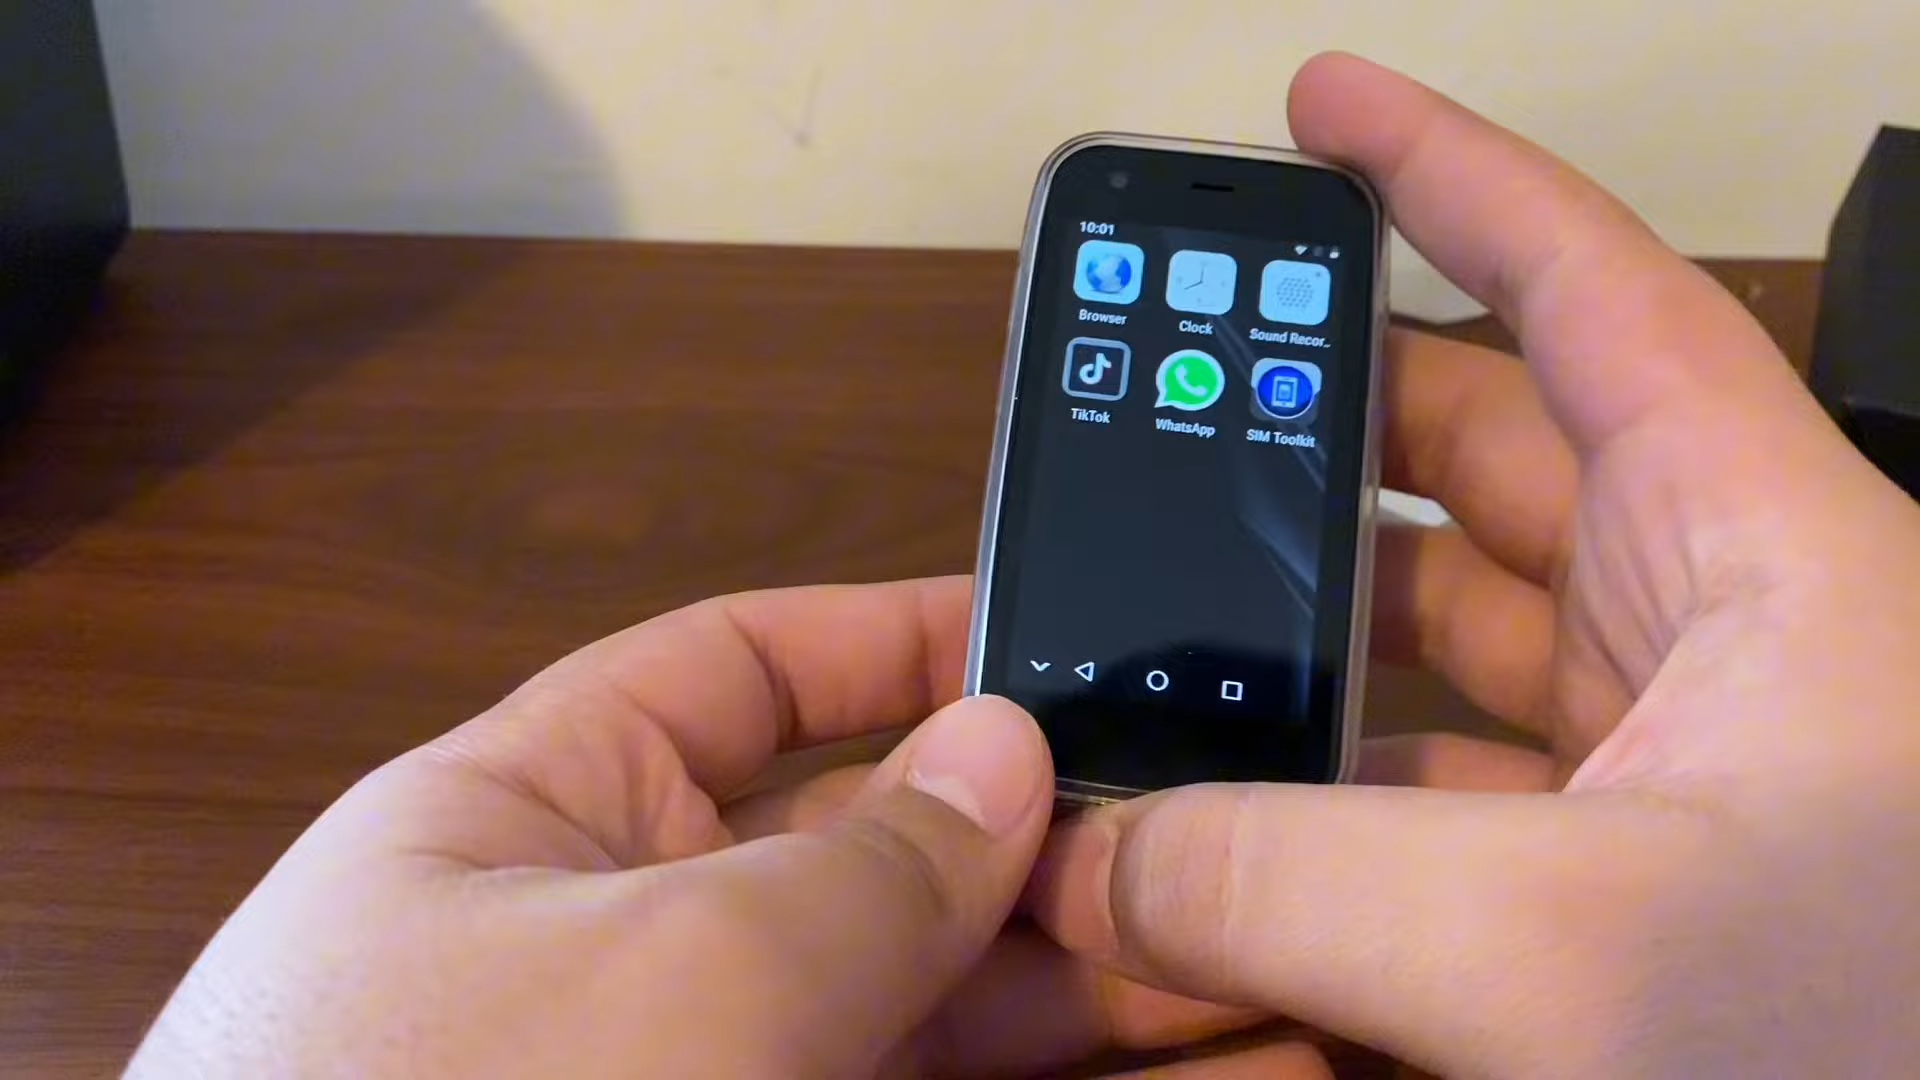 10:01
Browser
Clock
Sound Recor..
TikTok
WhatsApp
SIM Toolkit